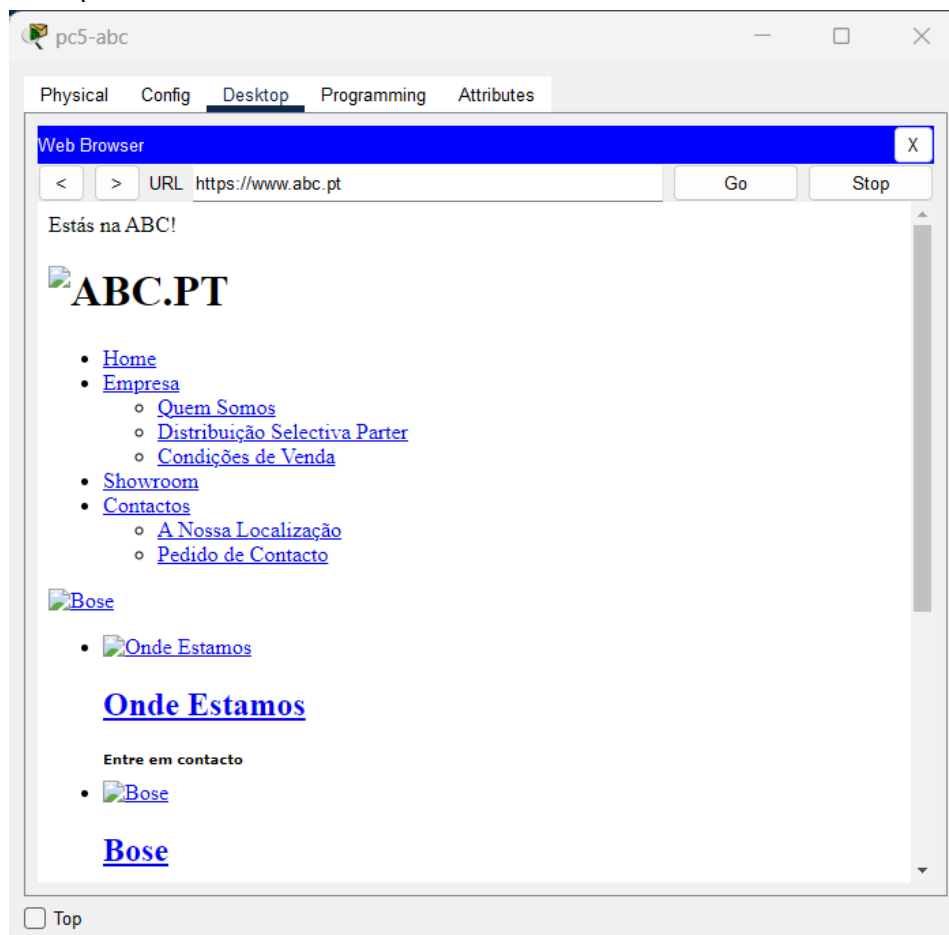 pc5-abc
Physical Config Desktop Programming Attributes
Web Browser X
< > URL https://www.abc.pt Go Stop
Estás na ABC!
ABC.PT
Home
Empresa
Quem Somos
Distribuição Selectiva Parter
Condições de Venda
Showroom
Contactos
A Nossa Localização
Pedido de Contacto
Bose
Onde Estamos
Onde Estamos
Entre em contacto
Bose
Bose
Top